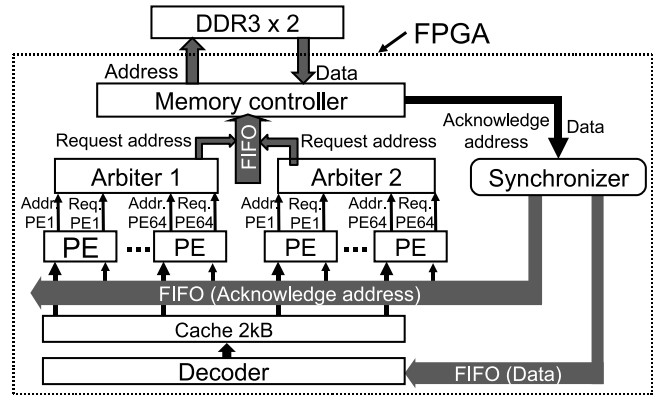 DDR3 x 2
FPGA
Address
Data
Memory controller
Request address
FIFO
Request address
Acknowledge
address
Data
Arbiter 1
Arbiter 2
Synchronizer
Addr.
PE1
Req.
PE1
Addr.
PE64
Req.
PE64
Addr.
PE1
Req.
PE1
Addr.
PE64
Req.
PE64
PE
...
PE
PE
...
PE
FIFO (Acknowledge address)
Cache 2kB
Decoder
FIFO (Data)